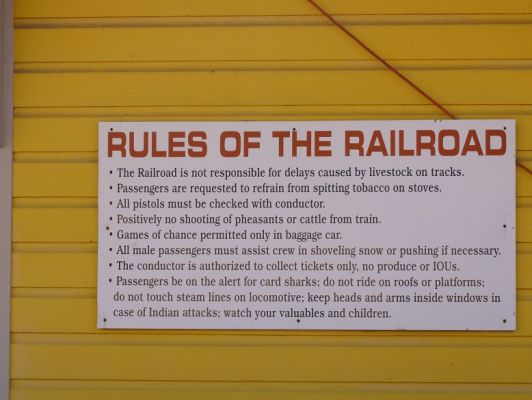 RULES OF THE RAILROAD
• The Railroad is not responsible for delays caused by livestock on tracks.
• Passengers are requested to refrain from spitting tobacco on stoves.
• All pistols must be checked with conductor.
• Positively no shooting of pheasants or cattle from train.
• Games of chance permitted only in baggage car.
• All male passengers must assist crew in shoveling snow or pushing if necessary.
• The conductor is authorized to collect tickets only, no produce or IOUs.
• Passengers be on the alert for card sharks; do not ride on roofs or platforms;
do not touch steam lines on locomotive; keep heads and arms inside windows in
case of Indian attacks; watch your valuables and children.